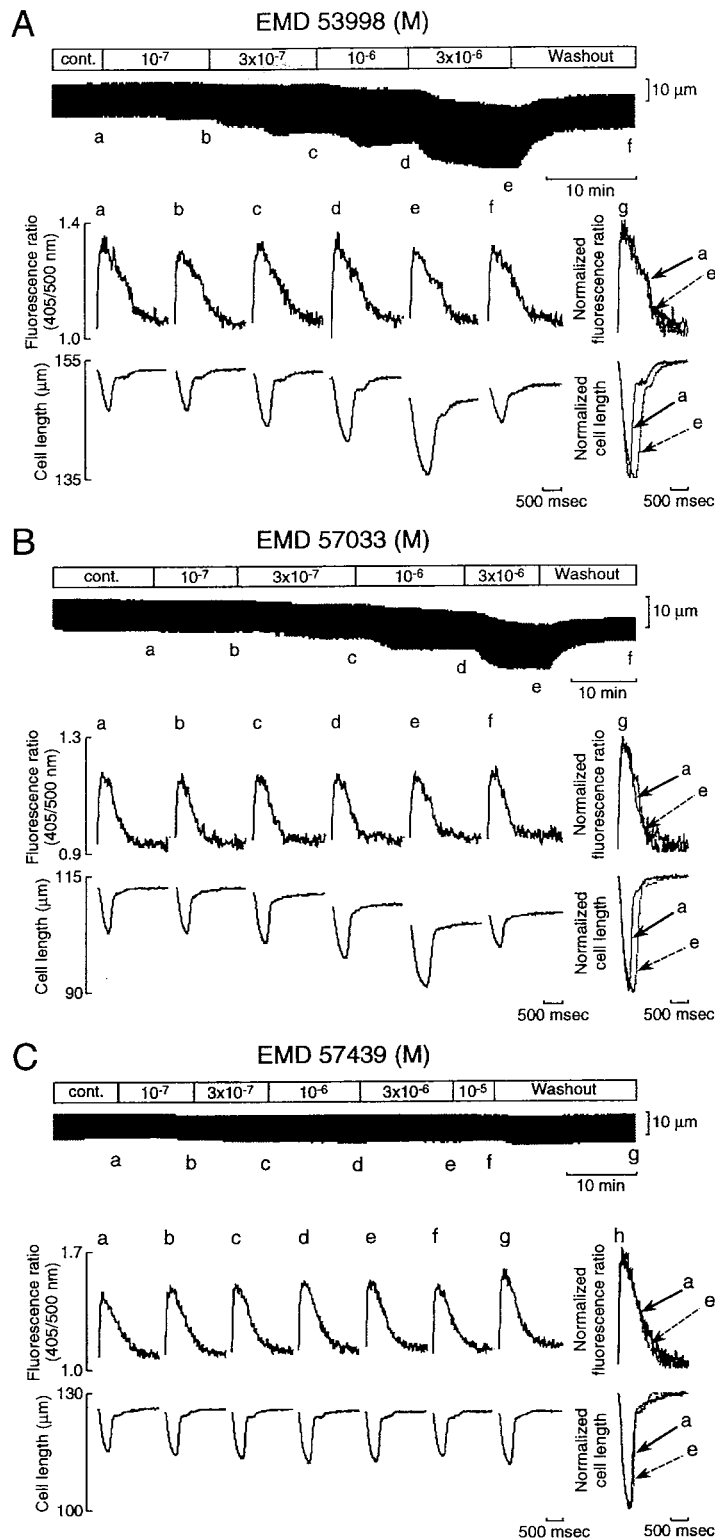 A
EMD 53998 (M)
cont. 10⁻⁷ 3x10⁻⁷ 10⁻⁶ 3x10⁻⁶ Washout
10 μm
a b c d e f
10 min
a b c d e f g
1.4
1.0
Fluorescence ratio
(405/500 nm)
Normalized
fluorescence ratio
a
e
155
135
Cell length (μm)
Normalized
cell length
a
e
500 msec 500 msec
B
EMD 57033 (M)
cont. 10⁻⁷ 3x10⁻⁷ 10⁻⁶ 3x10⁻⁶ Washout
10 μm
a b c d e f
10 min
a b c d e f g
1.3
0.9
Fluorescence ratio
(405/500 nm)
Normalized
fluorescence ratio
a
e
115
90
Cell length (μm)
Normalized
cell length
a
e
500 msec 500 msec
C
EMD 57439 (M)
cont. 10⁻⁷ 3x10⁻⁷ 10⁻⁶ 3x10⁻⁶ 10⁻⁵ Washout
10 μm
a b c d e f g
10 min
a b c d e f g h
1.7
1.0
Fluorescence ratio
(405/500 nm)
Normalized
fluorescence ratio
a
e
130
100
Cell length (μm)
Normalized
cell length
a
e
500 msec 500 msec